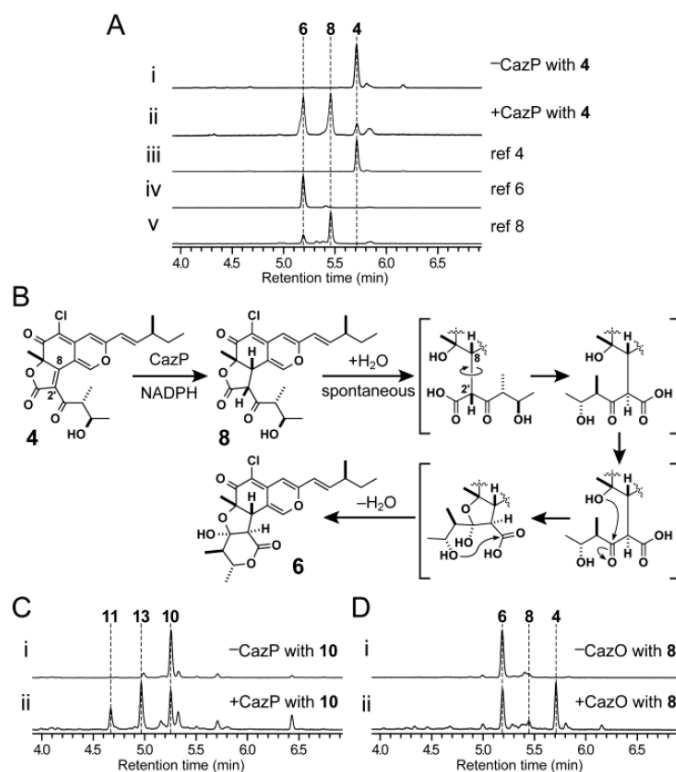 A
6 8 4
i
−CazP with 4
ii
+CazP with 4
iii
ref 4
iv
ref 6
v
ref 8
4.0 4.5 5.0 5.5 6.0 6.5
Retention time (min)
B
Cl
O
8
O
O
2'
O
HO
4
CazP
NADPH
Cl
O
H
O
O
H
O
HO
8
+H2O
spontaneous
HO
H
8
2'
HO
O
H
O
OH
HO
H
O
OH
OH
O
H
HO
H
O
OH
OH
O
H
O
H
H
HO
O
HO
HO
−H2O
Cl
O
H
O
H
HO
O
O
6
C
11 13 10
i
−CazP with 10
ii
+CazP with 10
4.0 4.5 5.0 5.5 6.0 6.5
Retention time (min)
D
6 8 4
i
−CazO with 8
ii
+CazO with 8
4.0 4.5 5.0 5.5 6.0 6.5
Retention time (min)